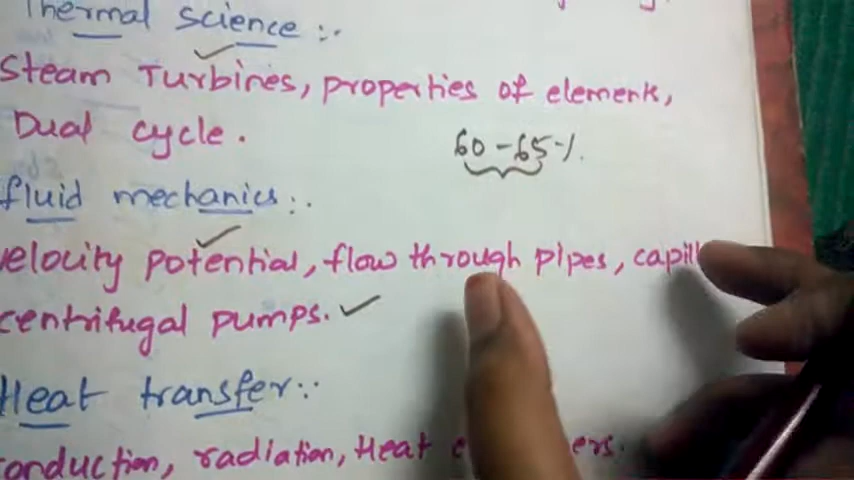 Thermal science :-
Steam Turbines, properties of element,
Dual cycle.
60-65%
fluid mechanics :-
velocity potential, flow through pipes,
centrifugal pumps.
Heat transfer :-
conduction, radiation, Heat